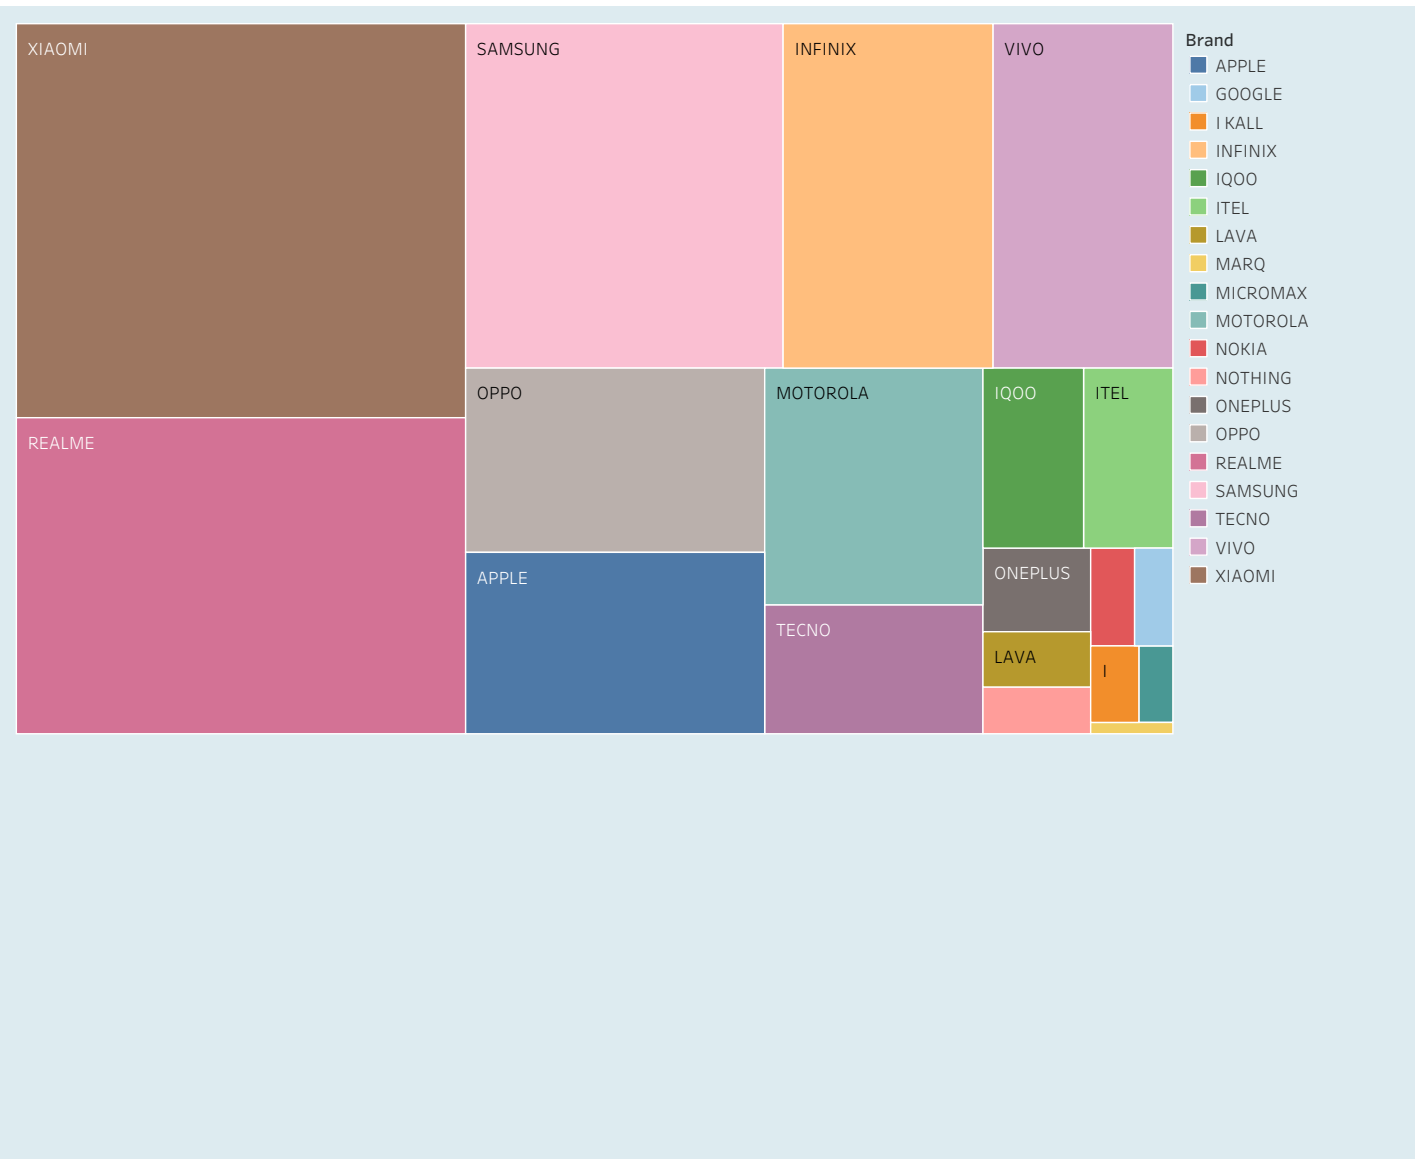 XIAOMI
SAMSUNG
INFINIX
VIVO
REALME
OPPO
MOTOROLA
IQOO
ITEL
APPLE
TECNO
ONEPLUS
LAVA
I
Brand
APPLE
GOOGLE
I KALL
INFINIX
IQOO
ITEL
LAVA
MARQ
MICROMAX
MOTOROLA
NOKIA
NOTHING
ONEPLUS
OPPO
REALME
SAMSUNG
TECNO
VIVO
XIAOMI